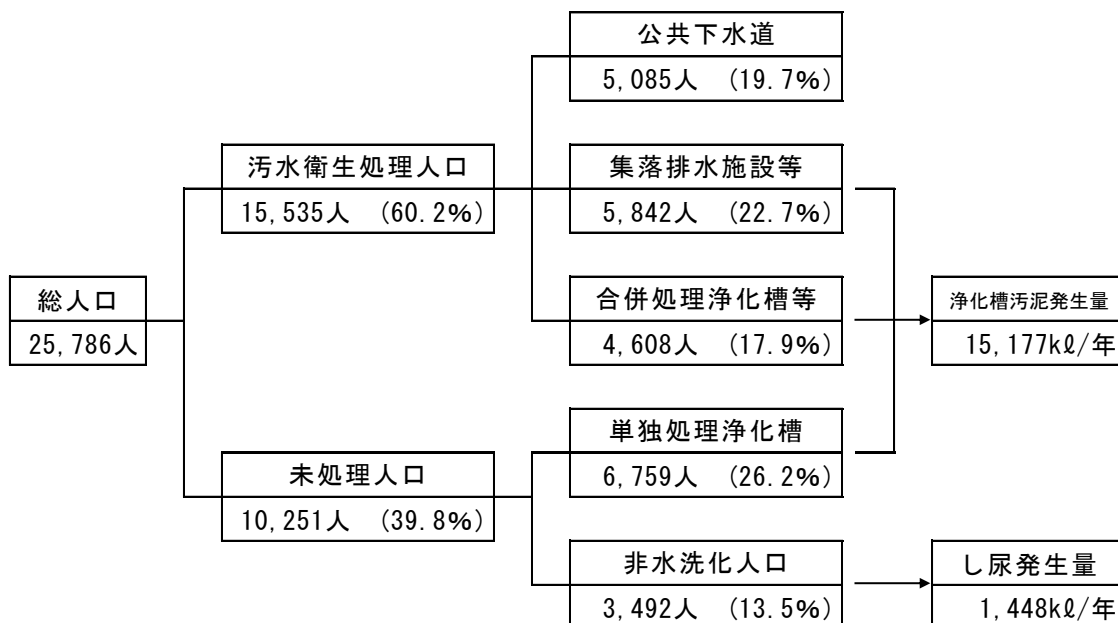 公共下水道
5,085人 (19.7%)
汚水衛生処理人口
15,535人 (60.2%)
集落排水施設等
5,842人 (22.7%)
総人口
25,786人
合併処理浄化槽等
4,608人 (17.9%)
浄化槽汚泥発生量
15,177kℓ/年
単独処理浄化槽
6,759人 (26.2%)
未処理人口
10,251人 (39.8%)
非水洗化人口
3,492人 (13.5%)
し尿発生量
1,448kℓ/年